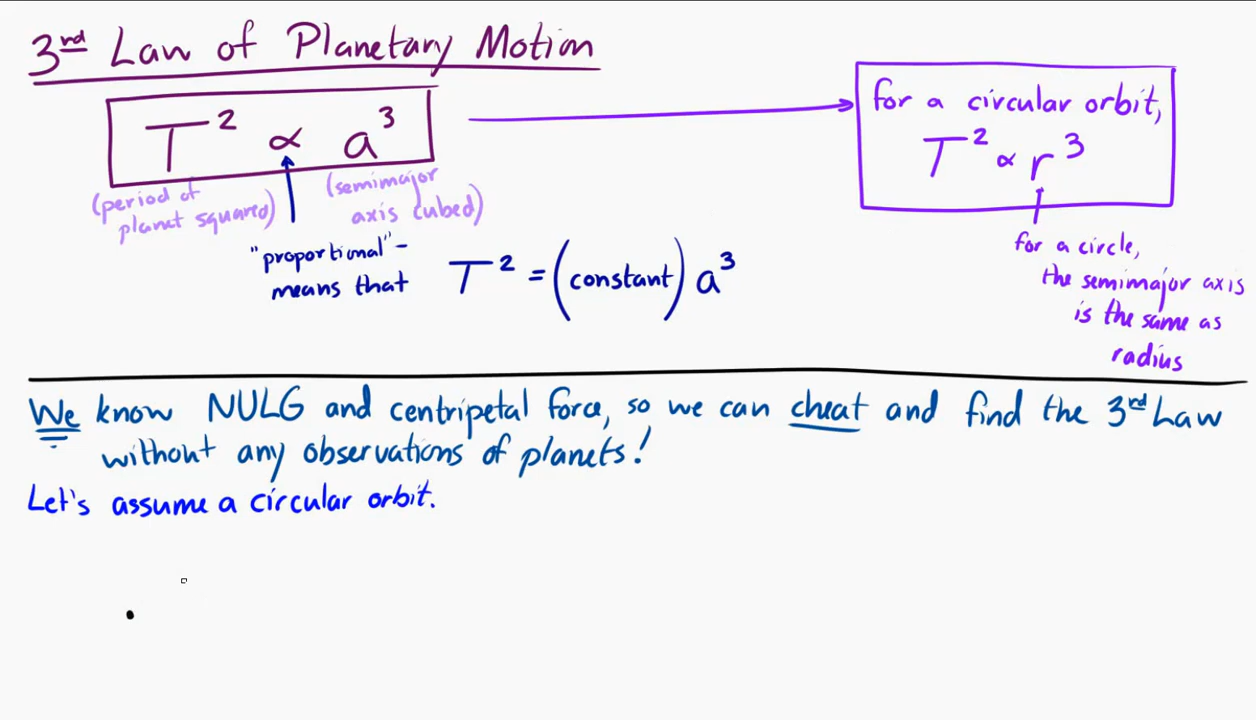 3rd Law of Planetary Motion
T² ∝ a³
(period of
planet squared)
(semimajor
axis cubed)
"proportional" -
means that
T² = (constant) a³
for a circular orbit,
T² ∝ r³
for a circle,
the semimajor axis
is the same as
radius
We know NULG and centripetal force, so we can cheat and find the 3rd Law
without any observations of planets!
Let's assume a circular orbit.